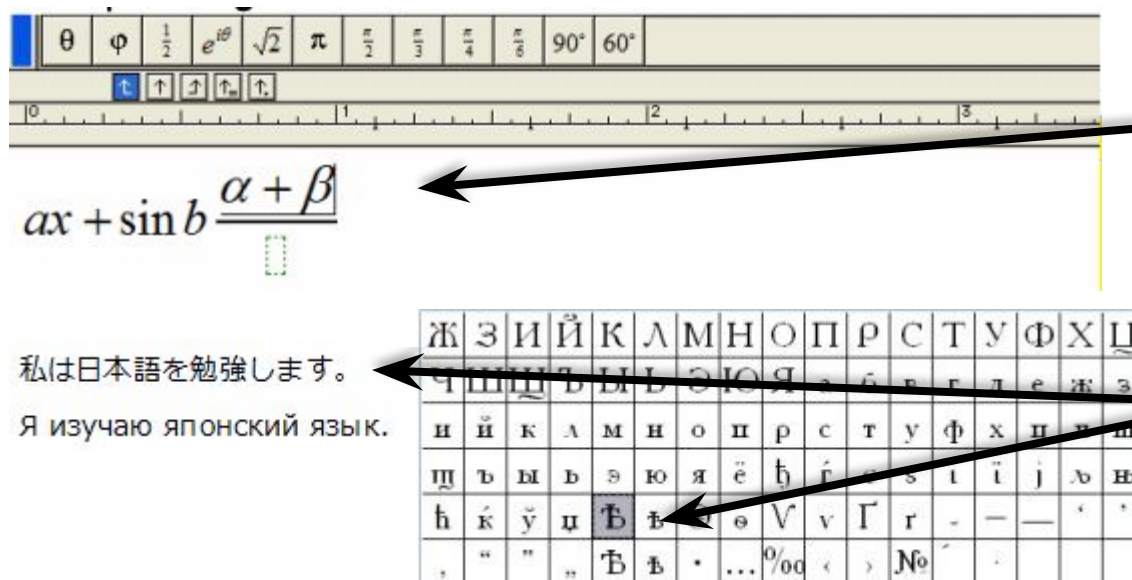 θ φ 1/2 e^{iθ} √2 π π/2 π/3 π/4 π/6 90° 60°
0 1 2 3
ax + sin b α + β
私は日本語を勉強します。
Я изучаю японский язык.
Ж З И Й К Л М Н О П Р С Т У Ф Х Ц
Ч Ш Щ Ъ Ы Ь Э Ю Я а б в г д е ж з
и й к л м н о п р с т у ф х ц ч ш
щ ъ ы ь э ю я ё ђ ѓ ѕ і ї ј љ њ
ћ ќ ў џ Ѣ ѣ ѳ Ѵ ѵ Ґ ґ - – — ‘ ’
‚ “ ” „ Ѣ ѣ • … ‰ ‹ › №